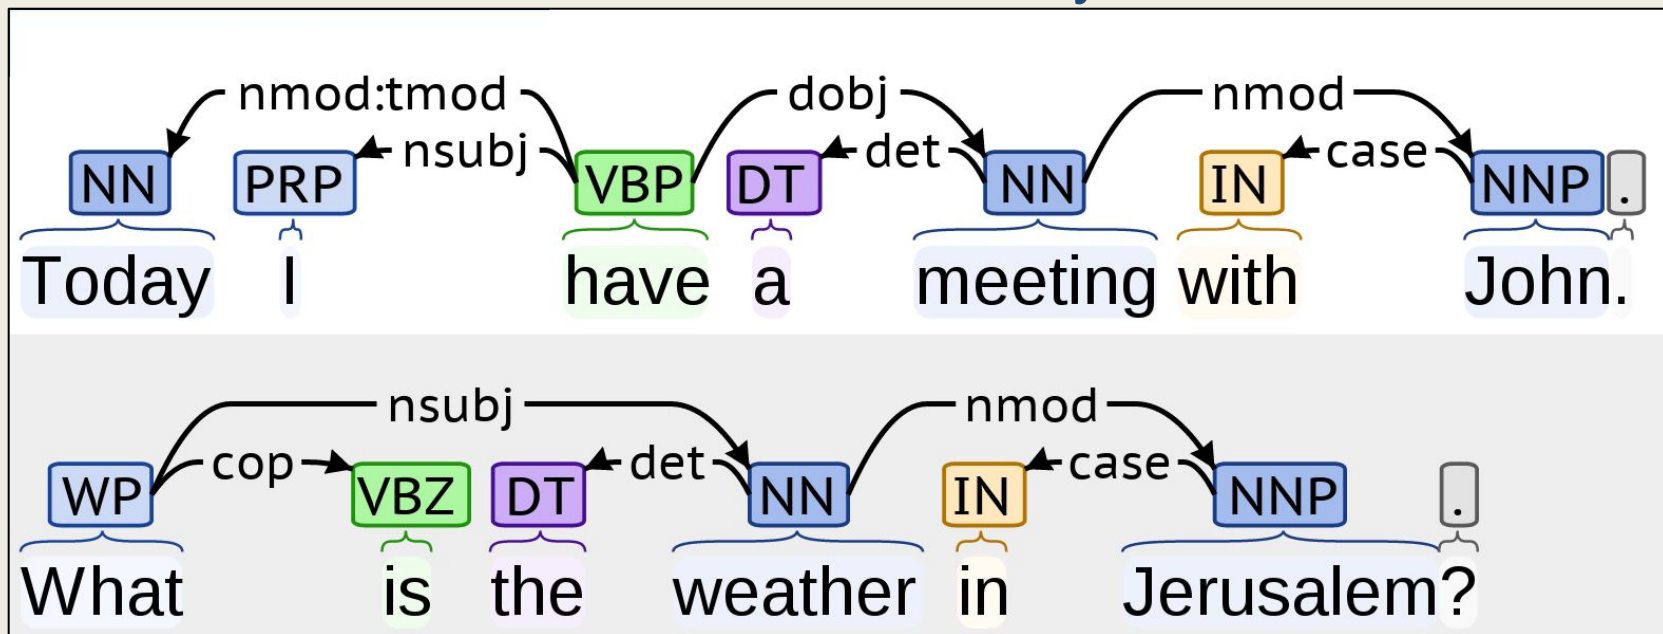 nmod:tmod dobj nmod
nsubj det case
NN PRP VBP DT NN IN NNP .
Today I have a meeting with John.
nsubj nmod
cop det case
WP VBZ DT NN IN NNP .
What is the weather in Jerusalem?